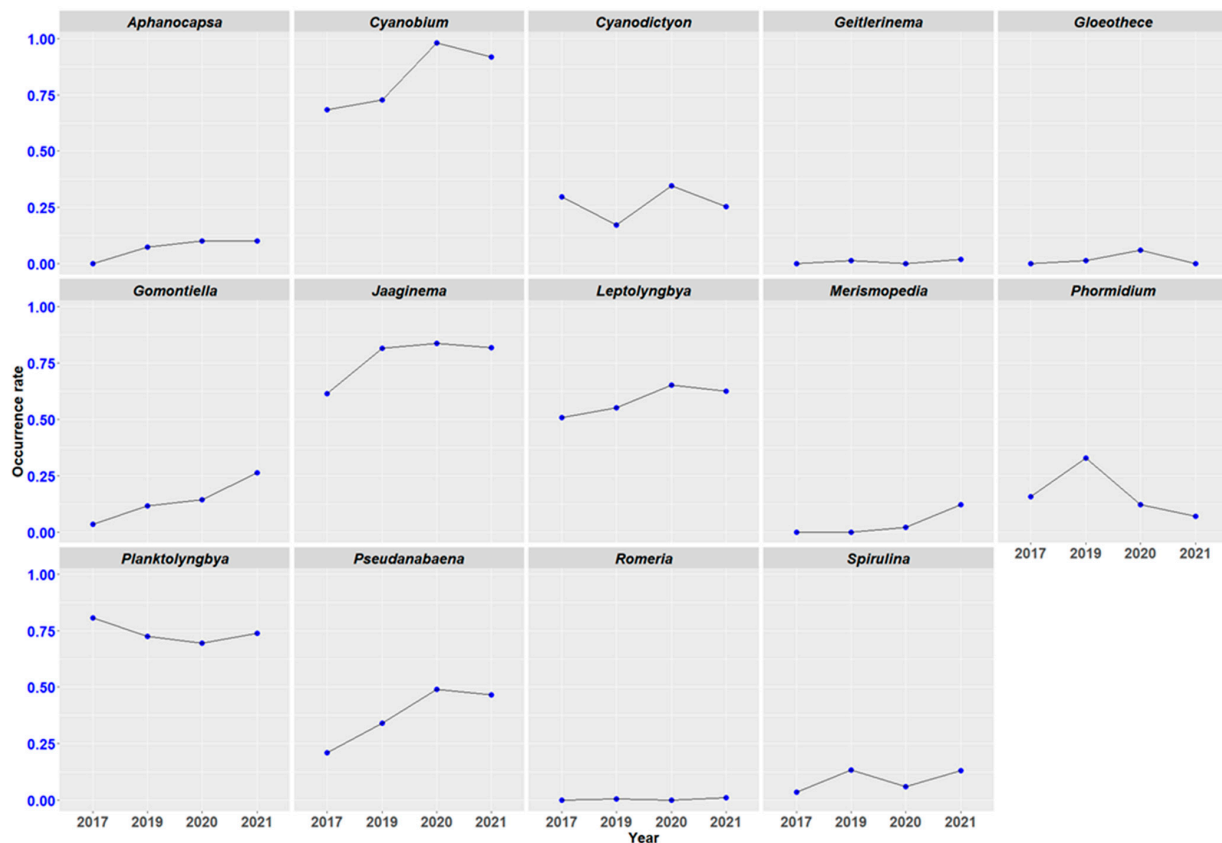 Aphanocapsa Cyanobium Cyanodictyon Geitlerinema Gloeothece
1.00
0.75
0.50
0.25
0.00
Gomontiella Jaaginema Leptolyngbya Merismopedia Phormidium
1.00
0.75
0.50
0.25
0.00
2017 2019 2020 2021
Planktolyngbya Pseudanabaena Romeria Spirulina
1.00
0.75
0.50
0.25
0.00
2017 2019 2020 2021 2017 2019 2020 2021 2017 2019 2020 2021 2017 2019 2020 2021
Occurrence rate
Year